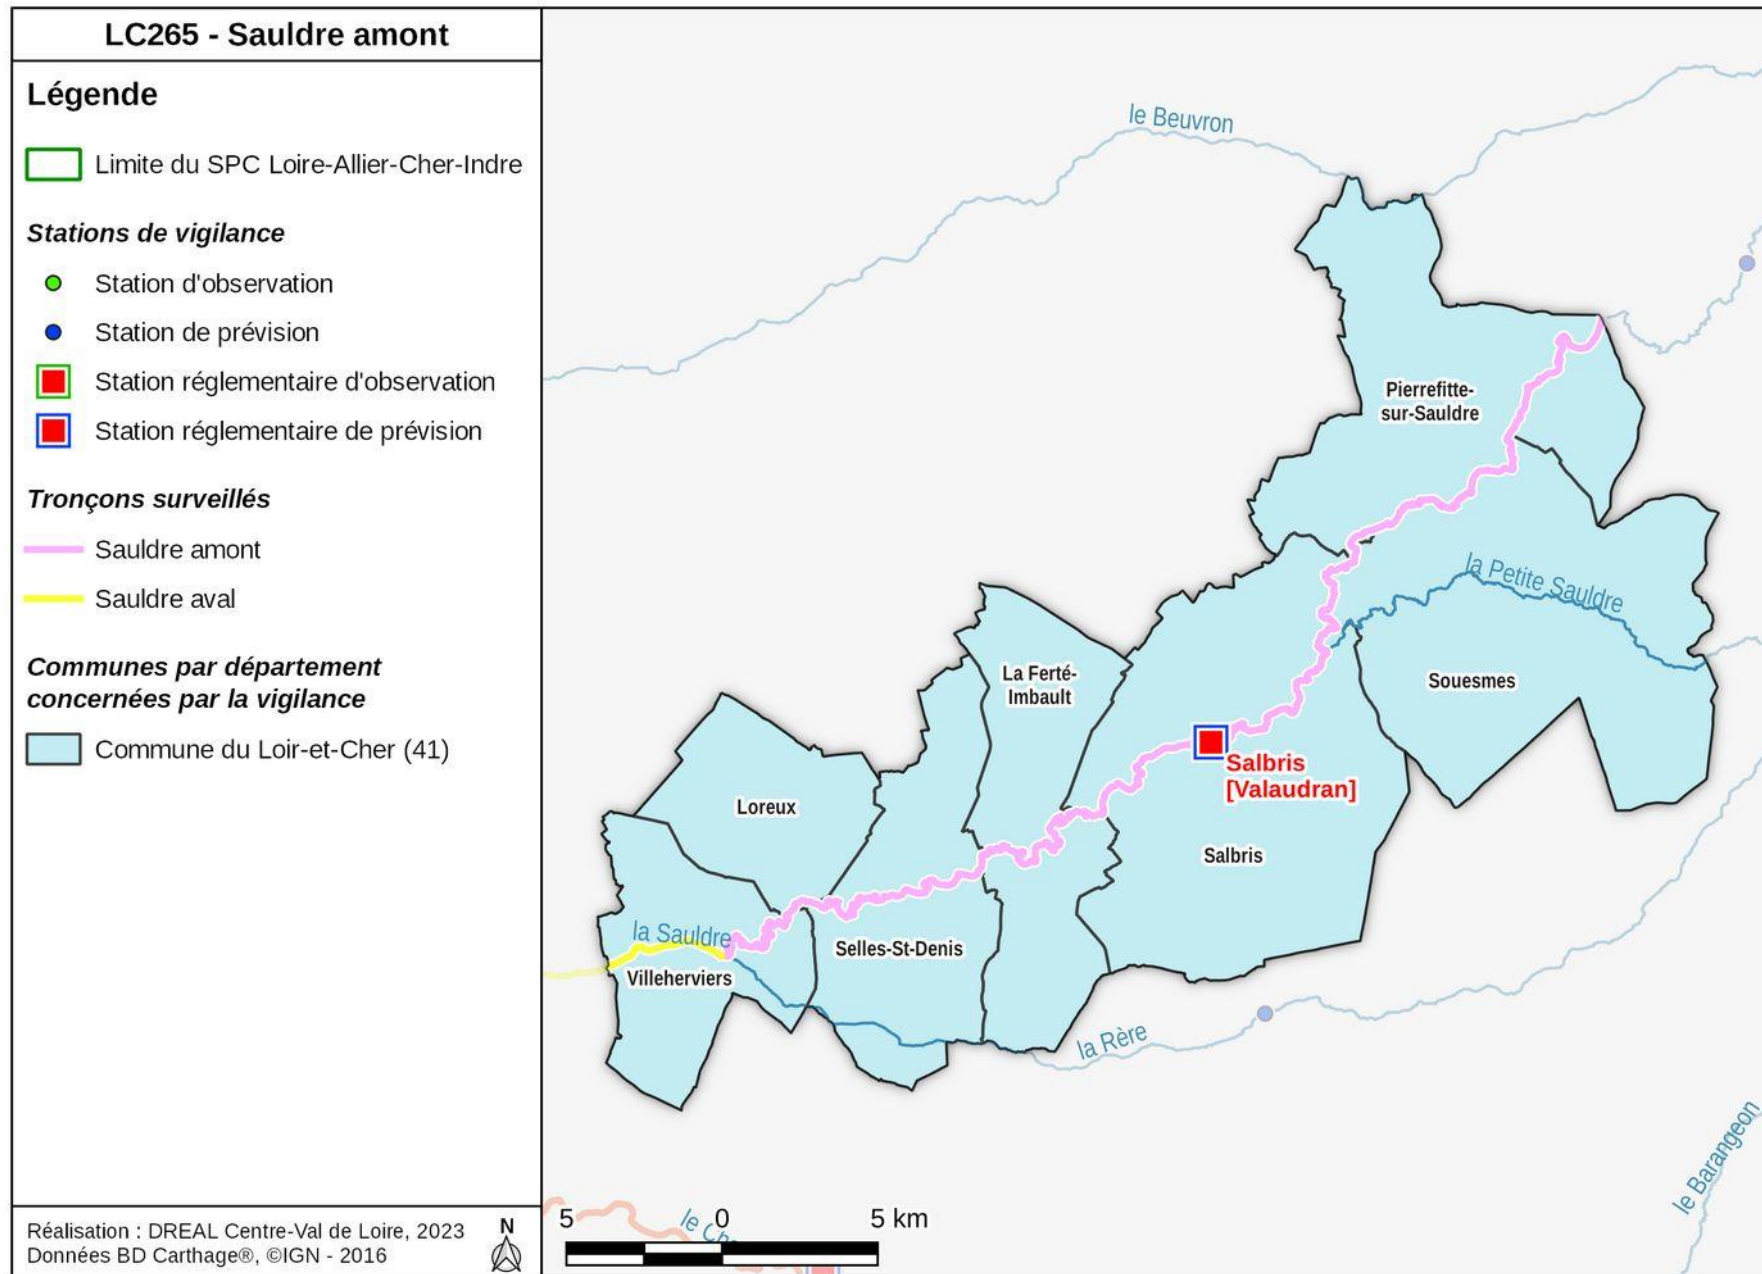 LC265 - Sauldre amont
Légende
Limite du SPC Loire-Allier-Cher-Indre
Stations de vigilance
Station d'observation
Station de prévision
Station réglementaire d'observation
Station réglementaire de prévision
Tronçons surveillés
Sauldre amont
Sauldre aval
Communes par département
concernées par la vigilance
Commune du Loir-et-Cher (41)
Réalisation : DREAL Centre-Val de Loire, 2023
Données BD Carthage®, ©IGN - 2016
N
le Beuvron
Pierrefitte-
sur-Sauldre
la Petite Sauldre
La Ferté-
Imbault
Souesmes
Salbris
[Valaudran]
Loreux
Salbris
la Sauldre
Selles-St-Denis
Villeherviers
la Rère
le Barangeon
le Ch
5 0 5 km